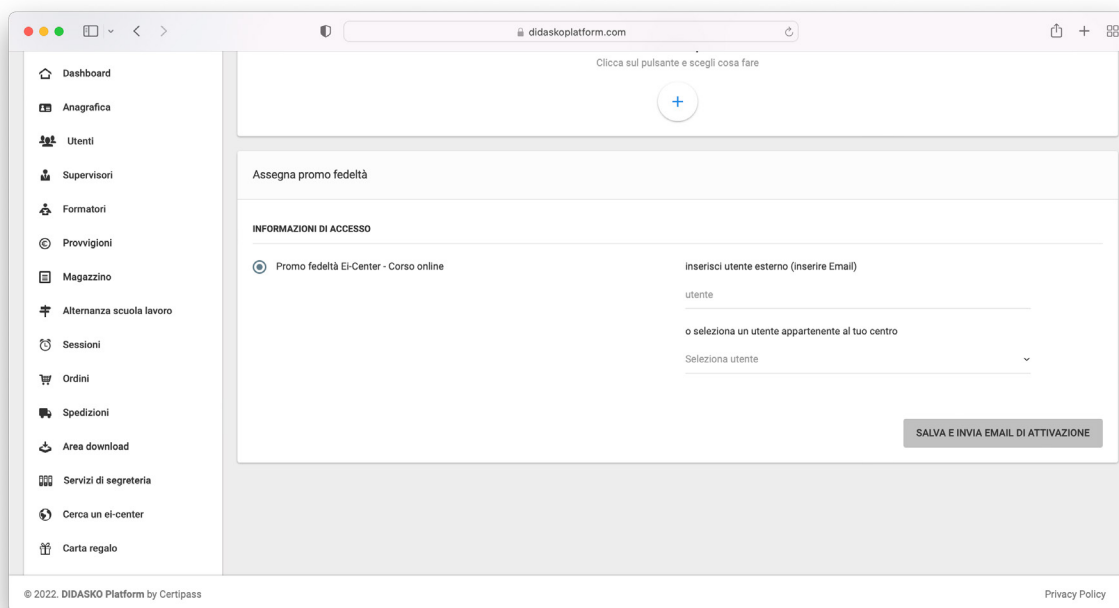 didaskoplatform.com
Clicca sul pulsante e scegli cosa fare
Dashboard
Anagrafica
Utenti
Supervisori
Formatori
Provvigioni
Magazzino
Alternanza scuola lavoro
Sessioni
Ordini
Spedizioni
Area download
Servizi di segreteria
Cerca un ei-center
Carta regalo
Assegna promo fedeltà
INFORMAZIONI DI ACCESSO
Promo fedeltà Ei-Center - Corso online
inserisci utente esterno (inserire Email)
utente
o seleziona un utente appartenente al tuo centro
Seleziona utente
SALVA E INVIA EMAIL DI ATTIVAZIONE
© 2022. DIDASKO Platform by Certipass
Privacy Policy